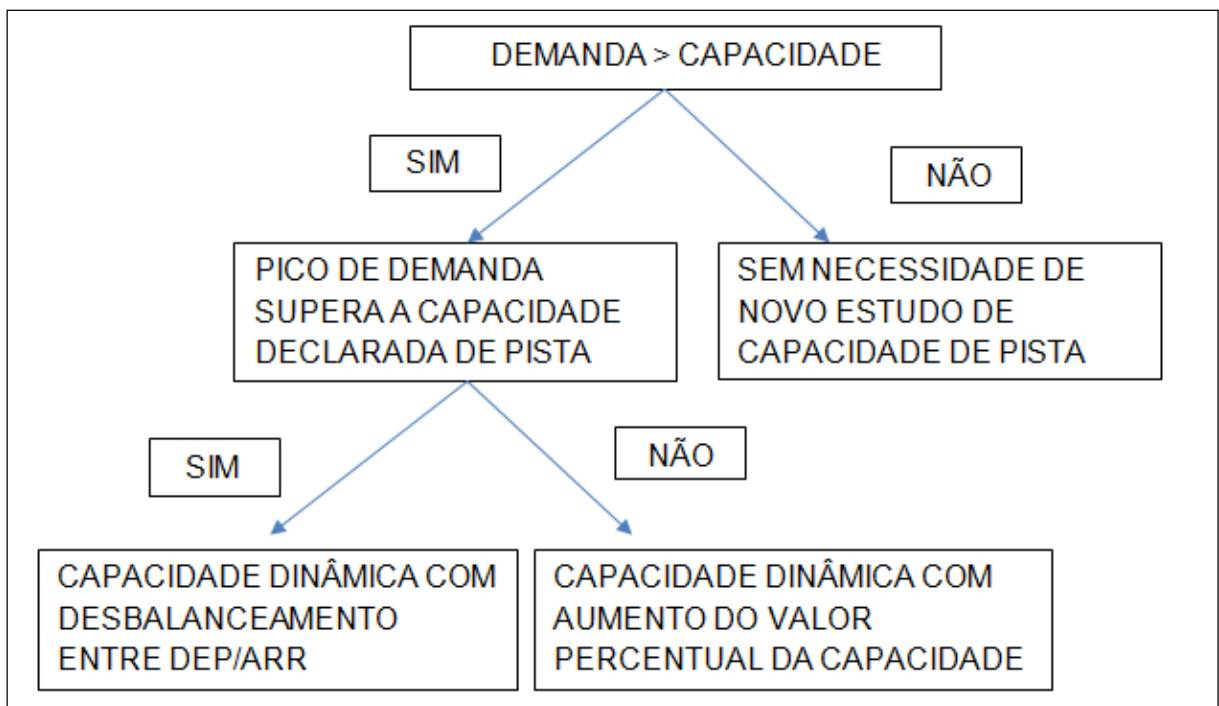 DEMANDA > CAPACIDADE
SIM
NÃO
PICO DE DEMANDA
SUPERA A CAPACIDADE
DECLARADA DE PISTA
SEM NECESSIDADE DE
NOVO ESTUDO DE
CAPACIDADE DE PISTA
SIM
NÃO
CAPACIDADE DINÂMICA COM
DESBALANCEAMENTO
ENTRE DEP/ARR
CAPACIDADE DINÂMICA COM
AUMENTO DO VALOR
PERCENTUAL DA CAPACIDADE